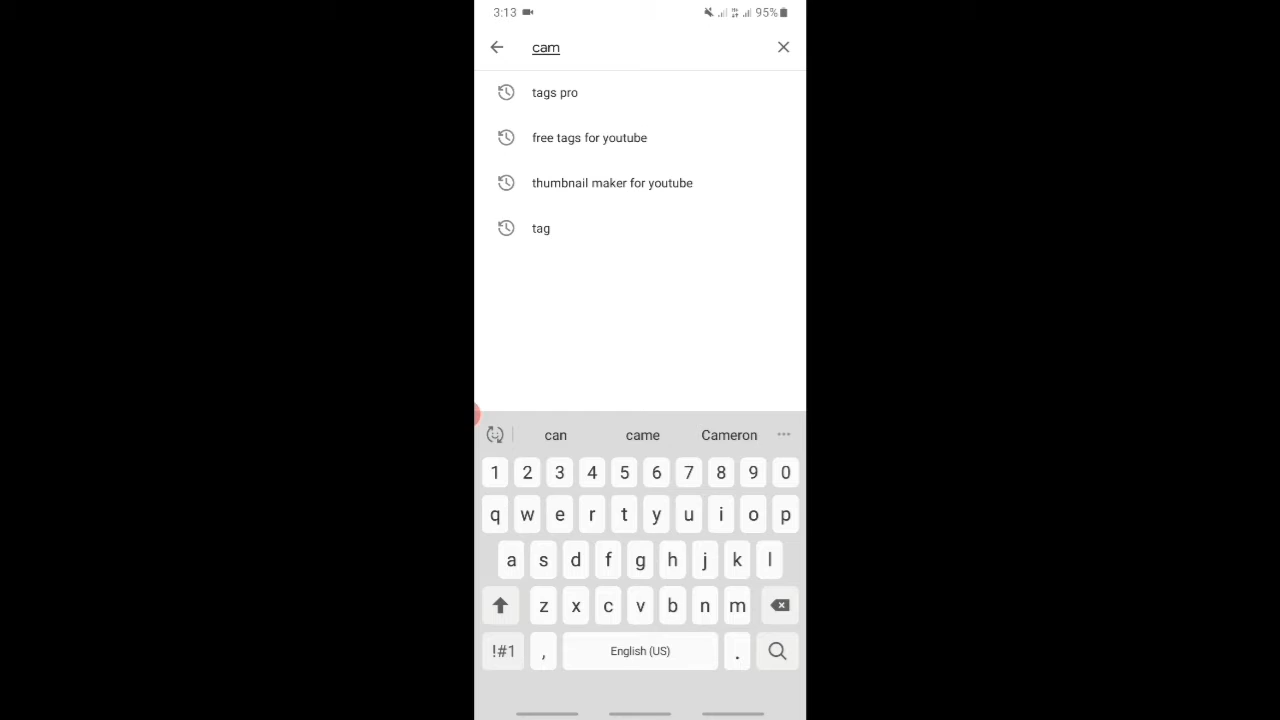 3:13 95%
cam
tags pro
free tags for youtube
thumbnail maker for youtube
tag
can came Cameron ...
1 2 3 4 5 6 7 8 9 0
q w e r t y u i o p
a s d f g h j k l
z x c v b n m
!#1 , English (US) .